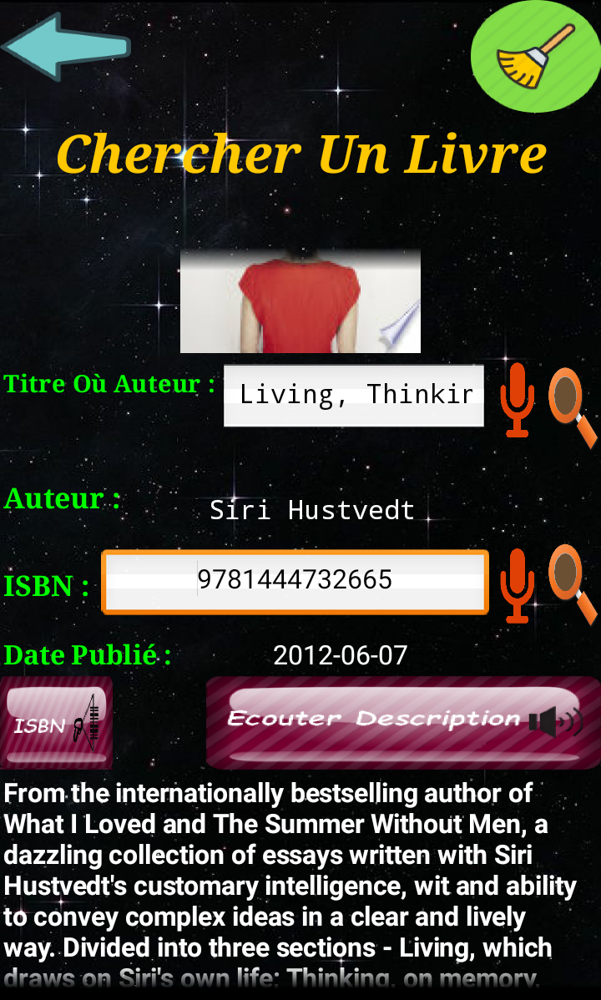 Chercher Un Livre
Titre Où Auteur :
Living, Thinkin
Auteur :
Siri Hustvedt
ISBN :
9781444732665
Date Publié :
2012-06-07
ISBN
Ecouter Description
From the internationally bestselling author of
What I Loved and The Summer Without Men, a
dazzling collection of essays written with Siri
Hustvedt's customary intelligence, wit and ability
to convey complex ideas in a clear and lively
way. Divided into three sections - Living, which
draws on Siri's own life; Thinking, on memory,